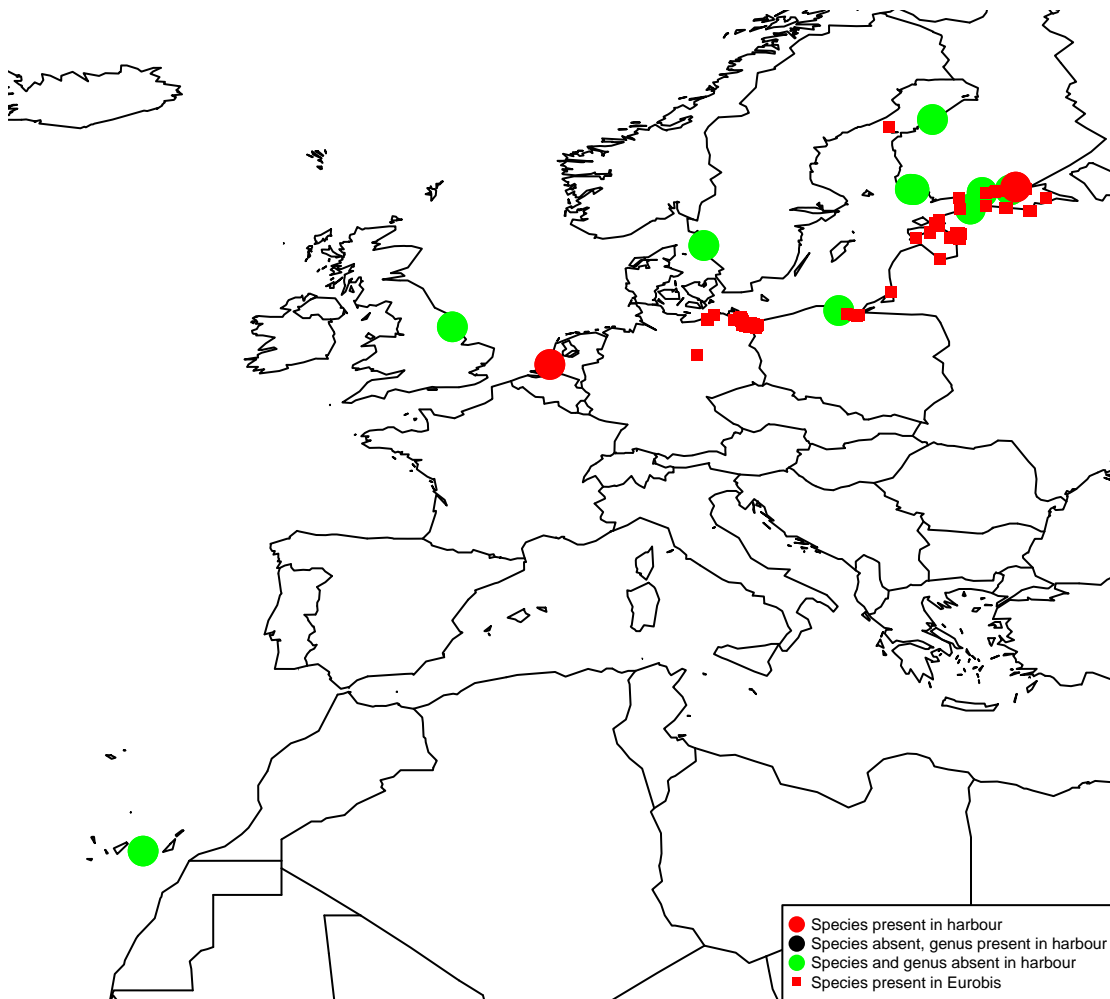 Species present in harbour
Species absent, genus present in harbour
Species and genus absent in harbour
Species present in Eurobis